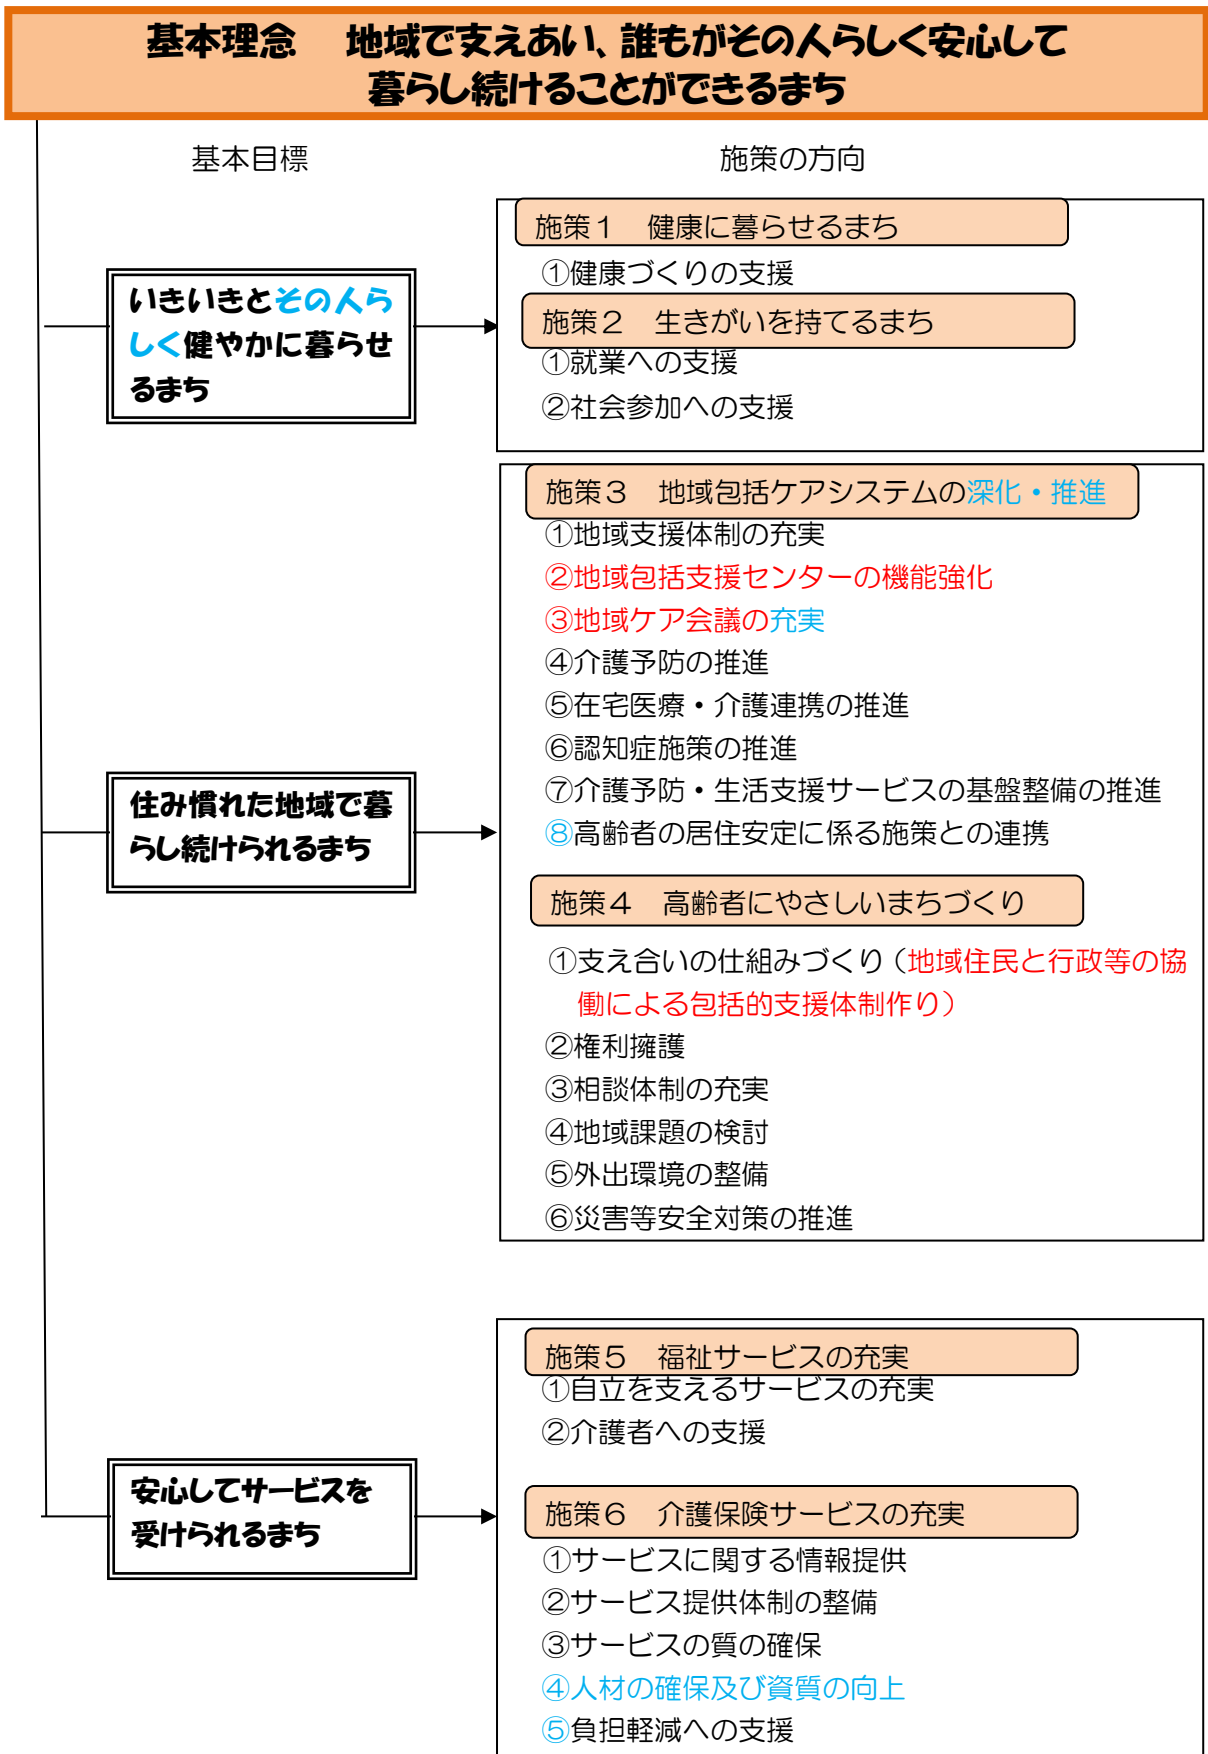 基本理念　地域で支えあい、誰もがその人らしく安心して
暮らし続けることができるまち
基本目標
施策の方向
いきいきとその人ら
しく健やかに暮らせ
るまち
施策１　健康に暮らせるまち
①健康づくりの支援
施策２　生きがいを持てるまち
①就業への支援
②社会参加への支援
住み慣れた地域で暮
らし続けられるまち
施策３　地域包括ケアシステムの深化・推進
①地域支援体制の充実
②地域包括支援センターの機能強化
③地域ケア会議の充実
④介護予防の推進
⑤在宅医療・介護連携の推進
⑥認知症施策の推進
⑦介護予防・生活支援サービスの基盤整備の推進
⑧高齢者の居住安定に係る施策との連携
施策４　高齢者にやさしいまちづくり
①支え合いの仕組みづくり（地域住民と行政等の協
働による包括的支援体制作り）
②権利擁護
③相談体制の充実
④地域課題の検討
⑤外出環境の整備
⑥災害等安全対策の推進
安心してサービスを
受けられるまち
施策５　福祉サービスの充実
①自立を支えるサービスの充実
②介護者への支援
施策６　介護保険サービスの充実
①サービスに関する情報提供
②サービス提供体制の整備
③サービスの質の確保
④人材の確保及び資質の向上
⑤負担軽減への支援